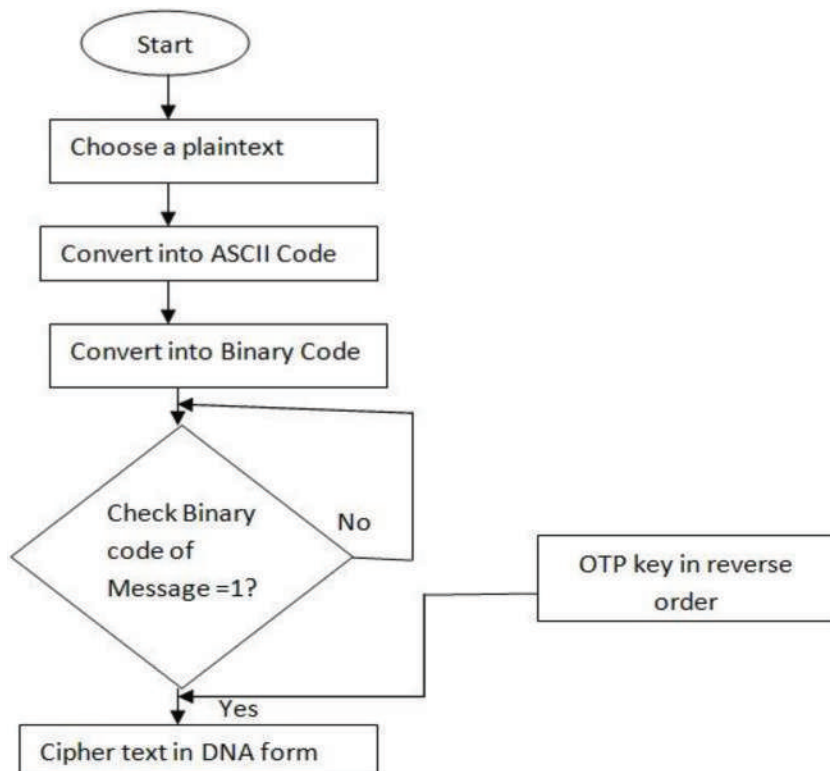 Start
Choose a plaintext
Convert into ASCII Code
Convert into Binary Code
Check Binary
code of
Message =1?
No
OTP key in reverse
order
Yes
Cipher text in DNA form